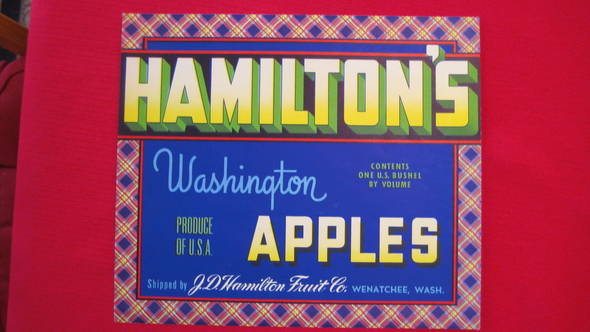 HAMILTON'S
Washington
CONTENTS
ONE U.S. BUSHEL
BY VOLUME
PRODUCE
OF U.S.A.
APPLES
Shipped by J.D. Hamilton Fruit Co. WENATCHEE, WASH.